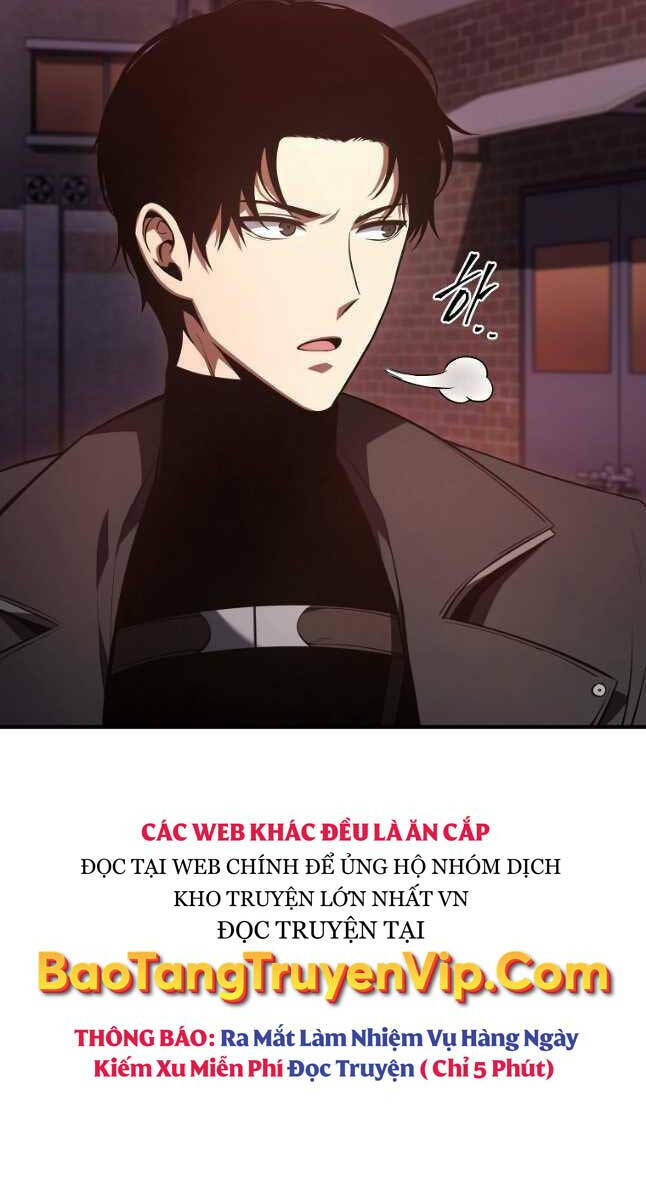 하..
CÁC WEB KHÁC ĐỀU LÀ ĂN CẮP
ĐỌC TẠI WEB CHÍNH ĐỂ ỦNG HỘ NHÓM DỊCH
KHO TRUYỆN LỚN NHẤT VN
ĐỌC TRUYỆN TẠI
BaoTangTruyenVip.Com
THÔNG BÁO: Ra Mắt Làm Nhiệm Vụ Hàng Ngày
Kiếm Xu Miễn Phí Đọc Truyện ( Chỉ 5 Phút)